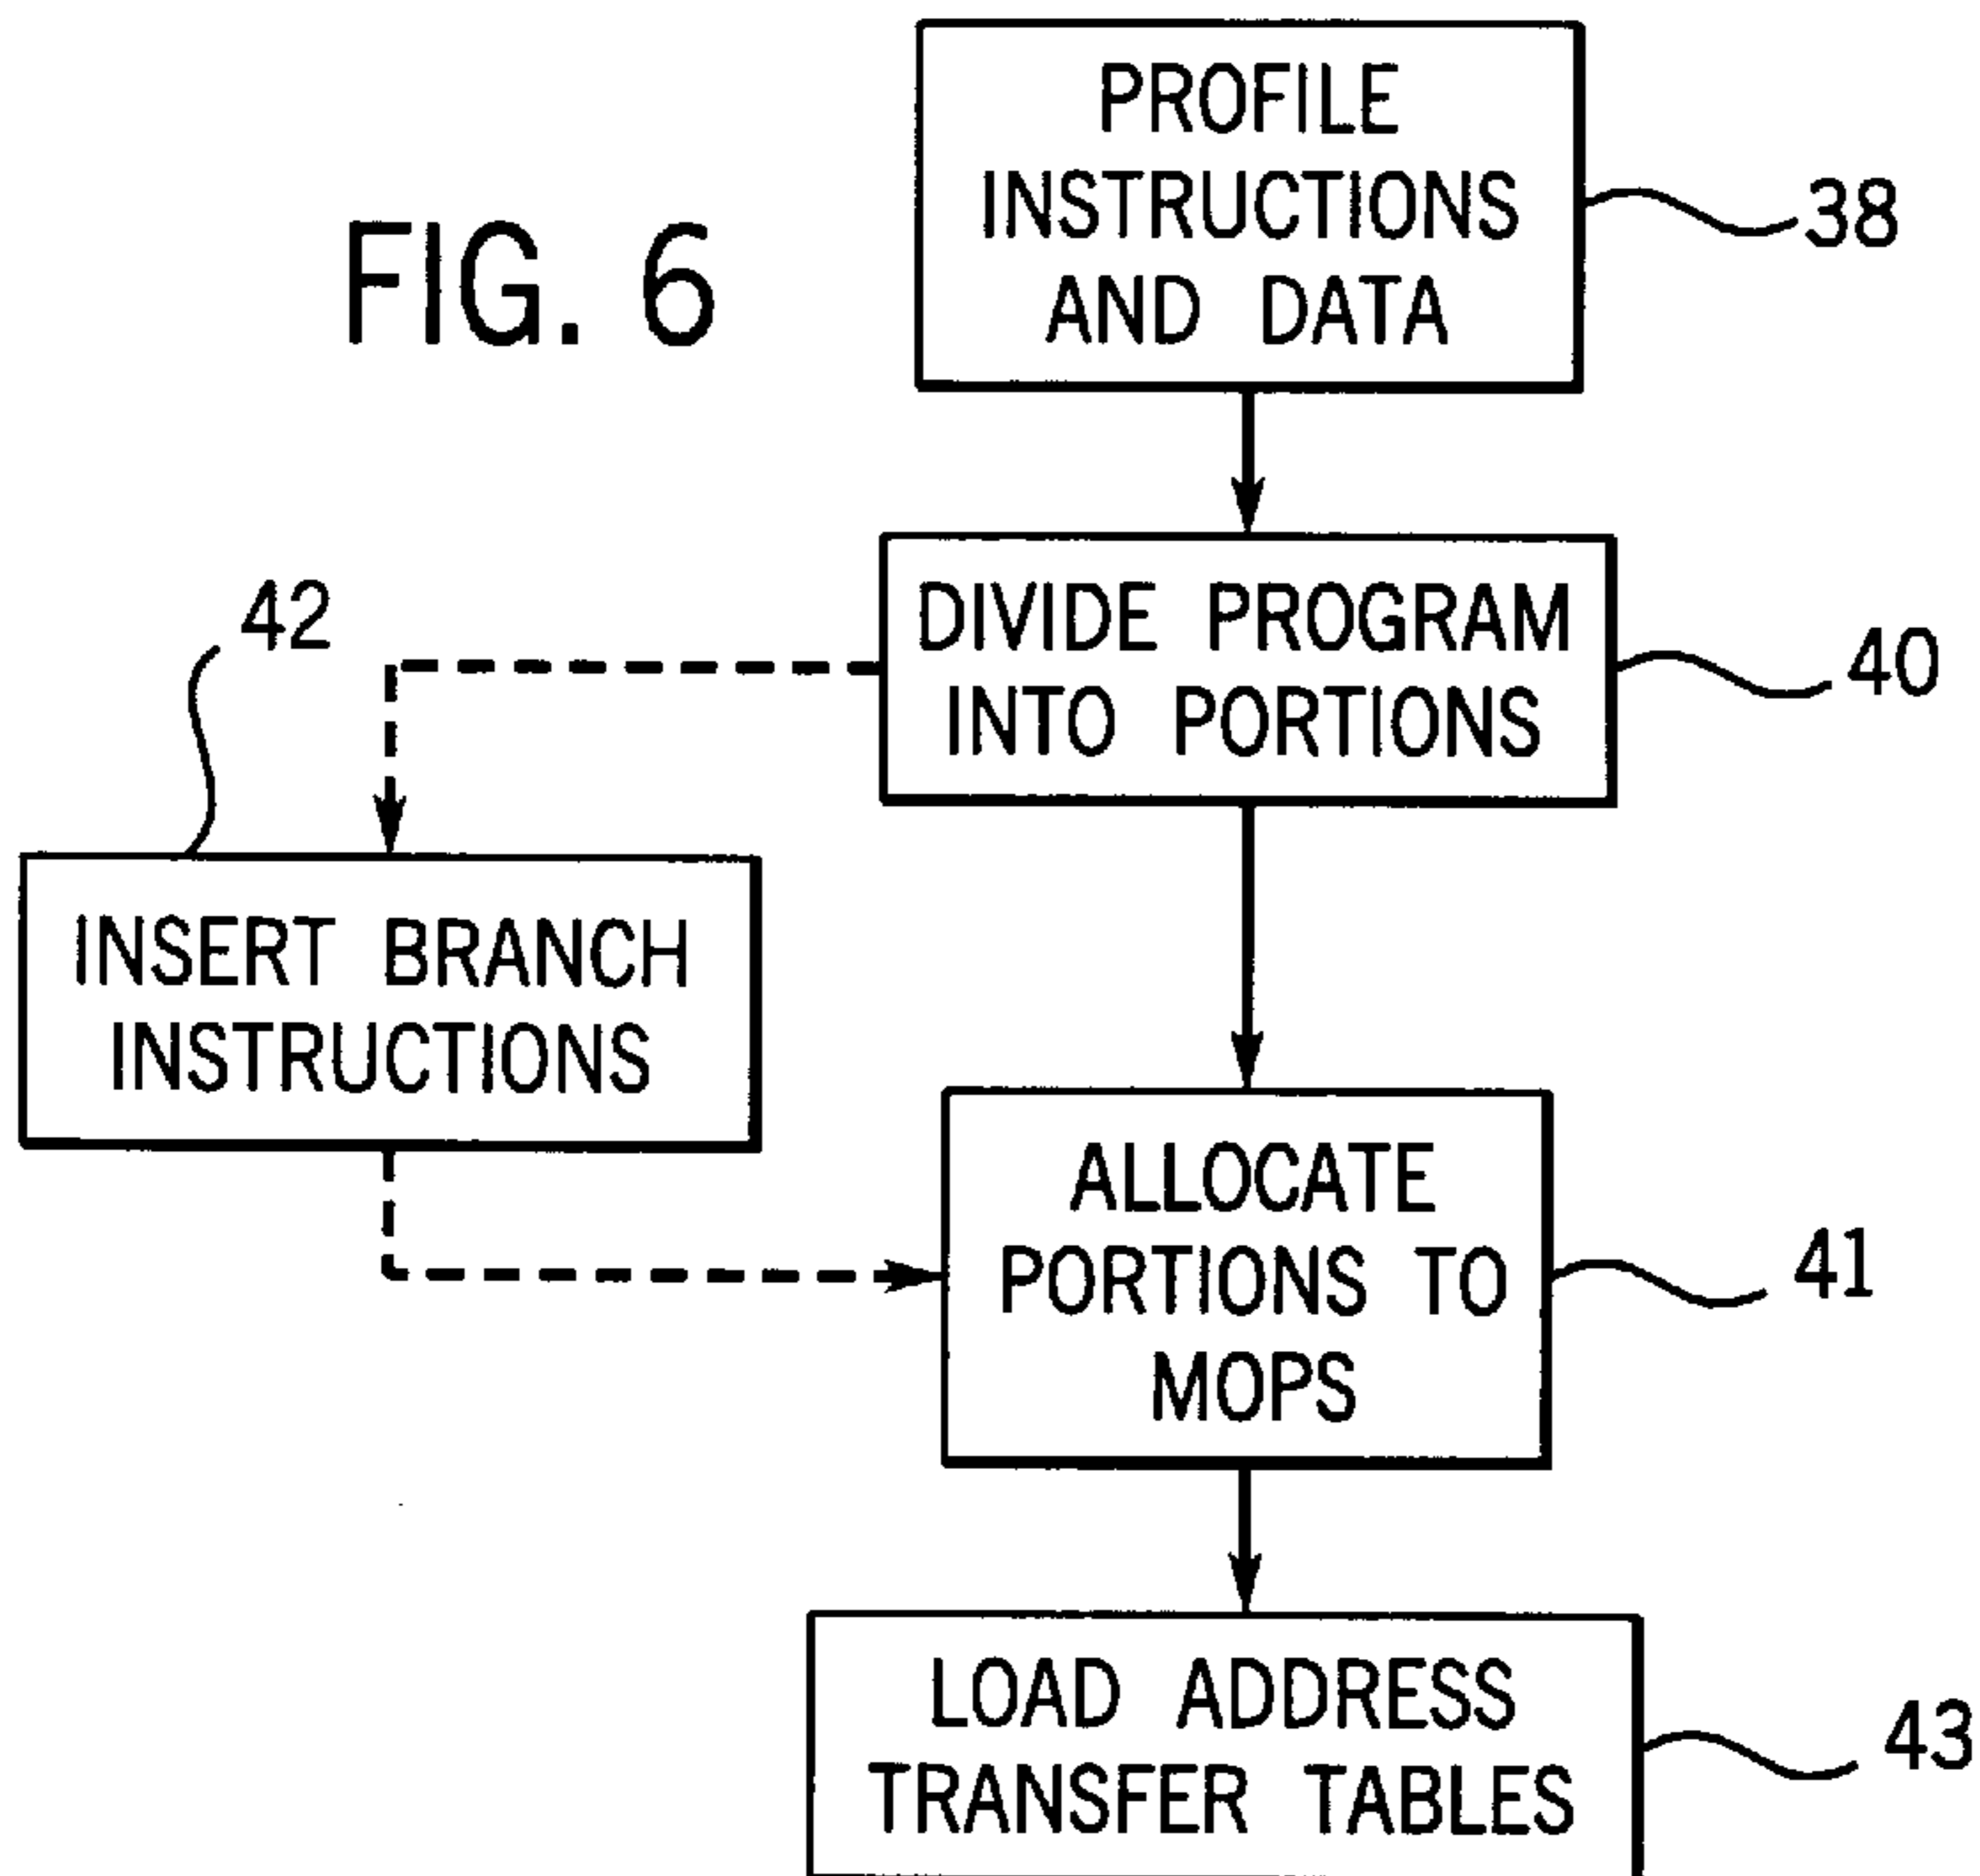 FIG. 6
PROFILE
INSTRUCTIONS
AND DATA
38
DIVIDE PROGRAM
INTO PORTIONS
40
42
INSERT BRANCH
INSTRUCTIONS
ALLOCATE
PORTIONS TO
MOPS
41
LOAD ADDRESS
TRANSFER TABLES
43